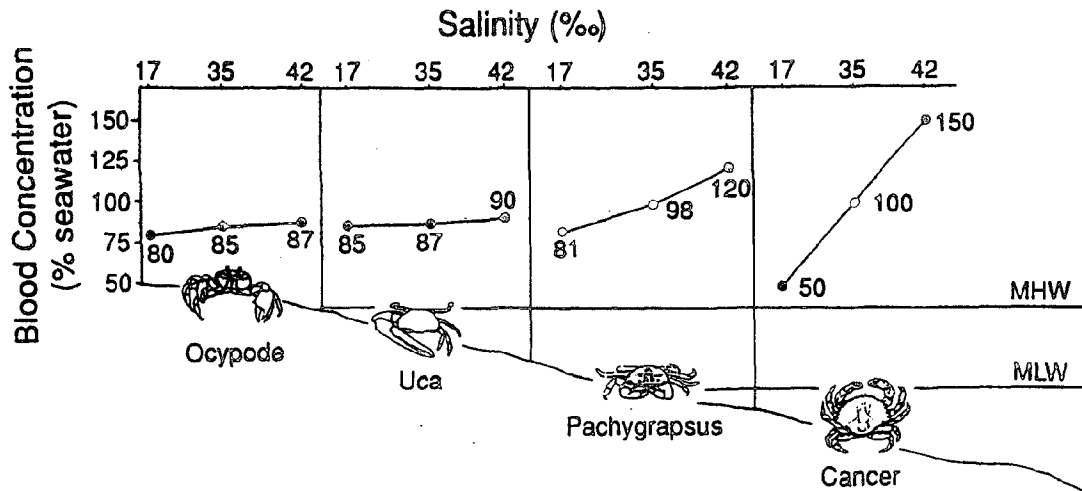 Salinity (‰)
17 35 42 17 35 42 17 35 42 17 35 42
Blood Concentration
(% seawater)
150
125
100
75
50
80 85 87
85 87 90
81 98 120
50 100 150
MHW
MLW
Ocypode
Uca
Pachygrapsus
Cancer